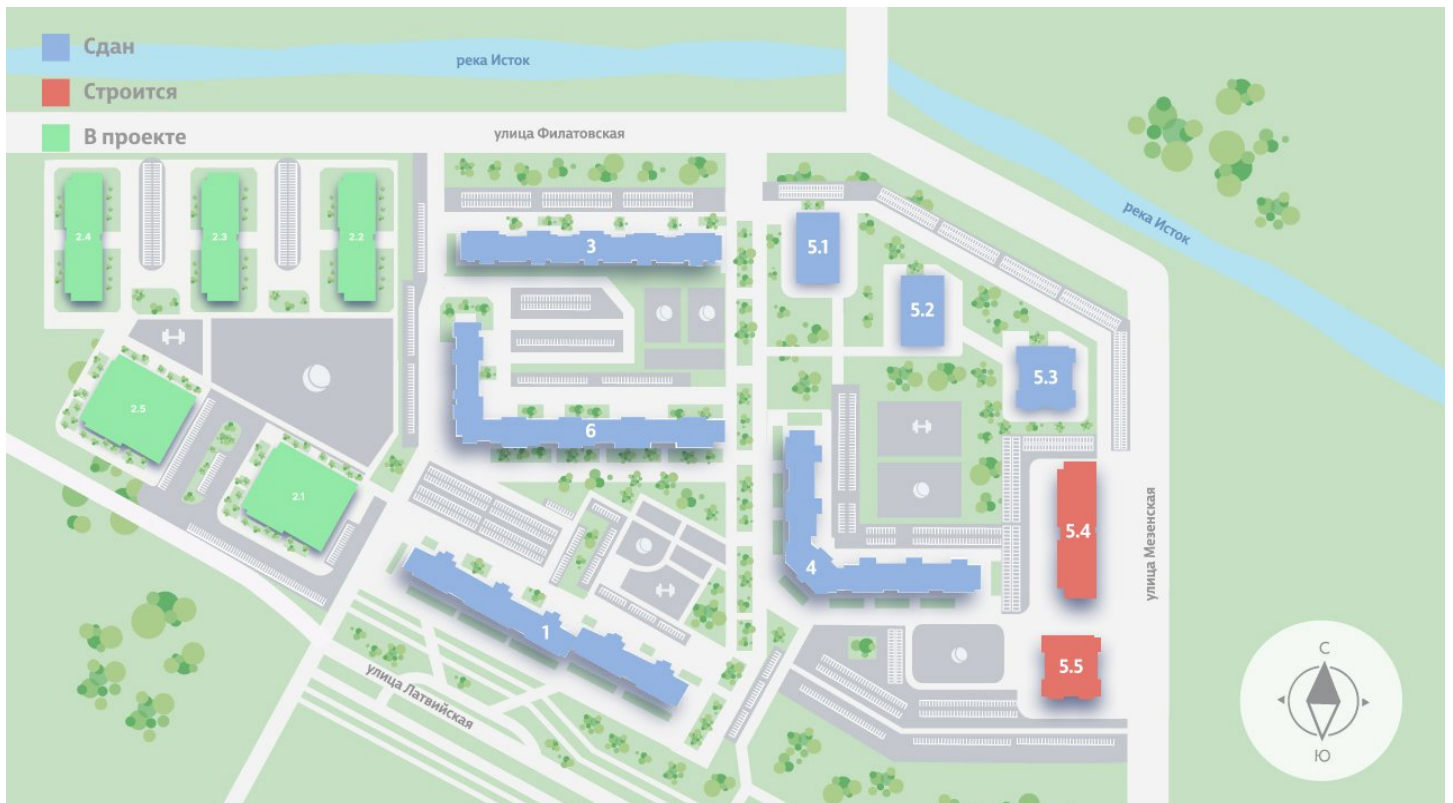 Сдан
Строится
В проекте
река Исток
улица Филатовская
река Исток
2.4
2.3
2.2
3
5.1
5.2
5.3
2.5
6
2.1
5.4
4
1
5.5
улица Мезенская
улица Латвийская
С
Ю